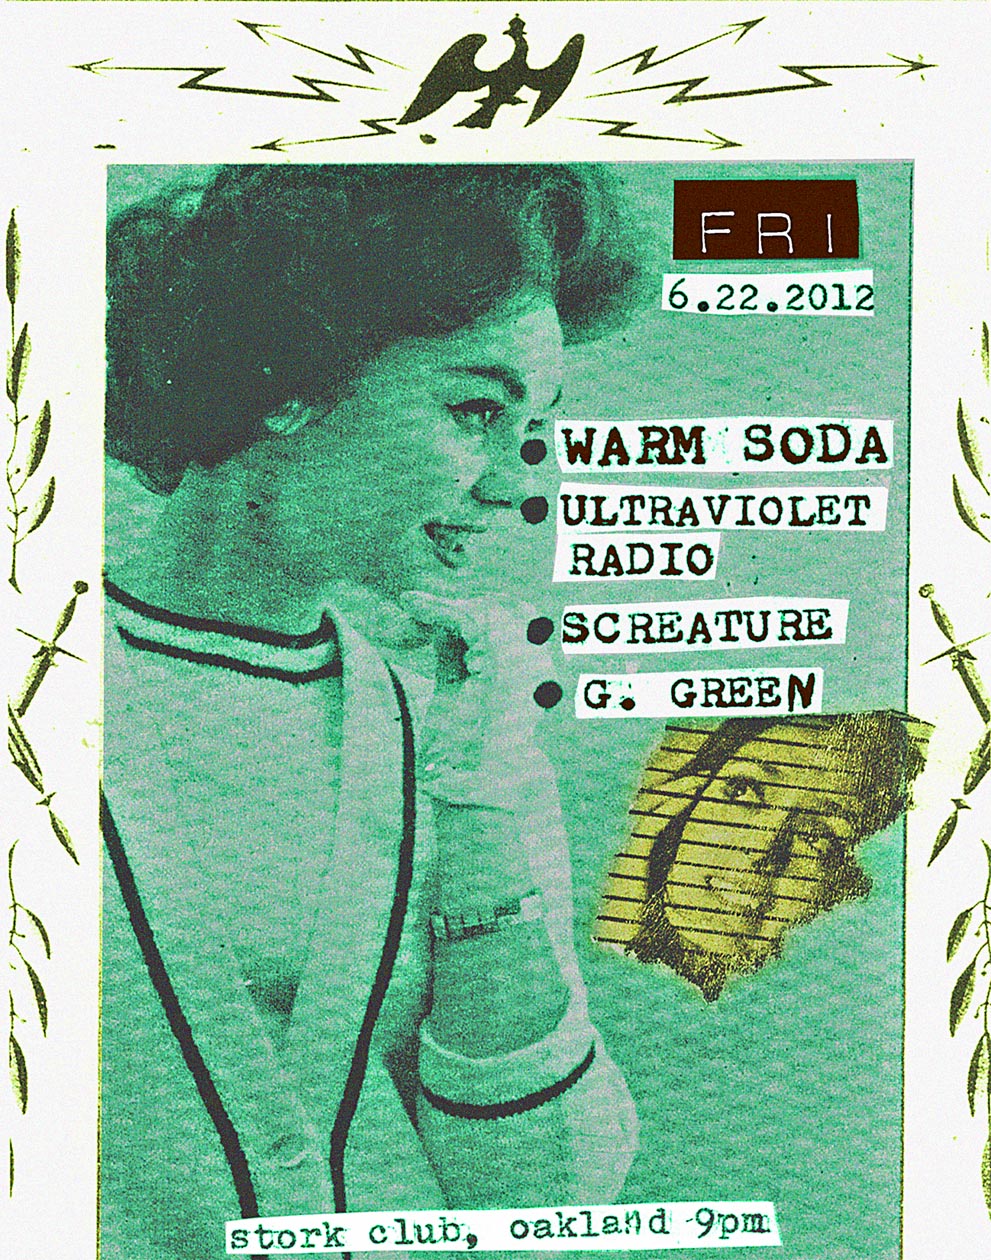 FRI
6.22.2012
WARM SODA
ULTRAVIOLET
RADIO
SCREATURE
G. GREEN
stork club, oakland 9pm